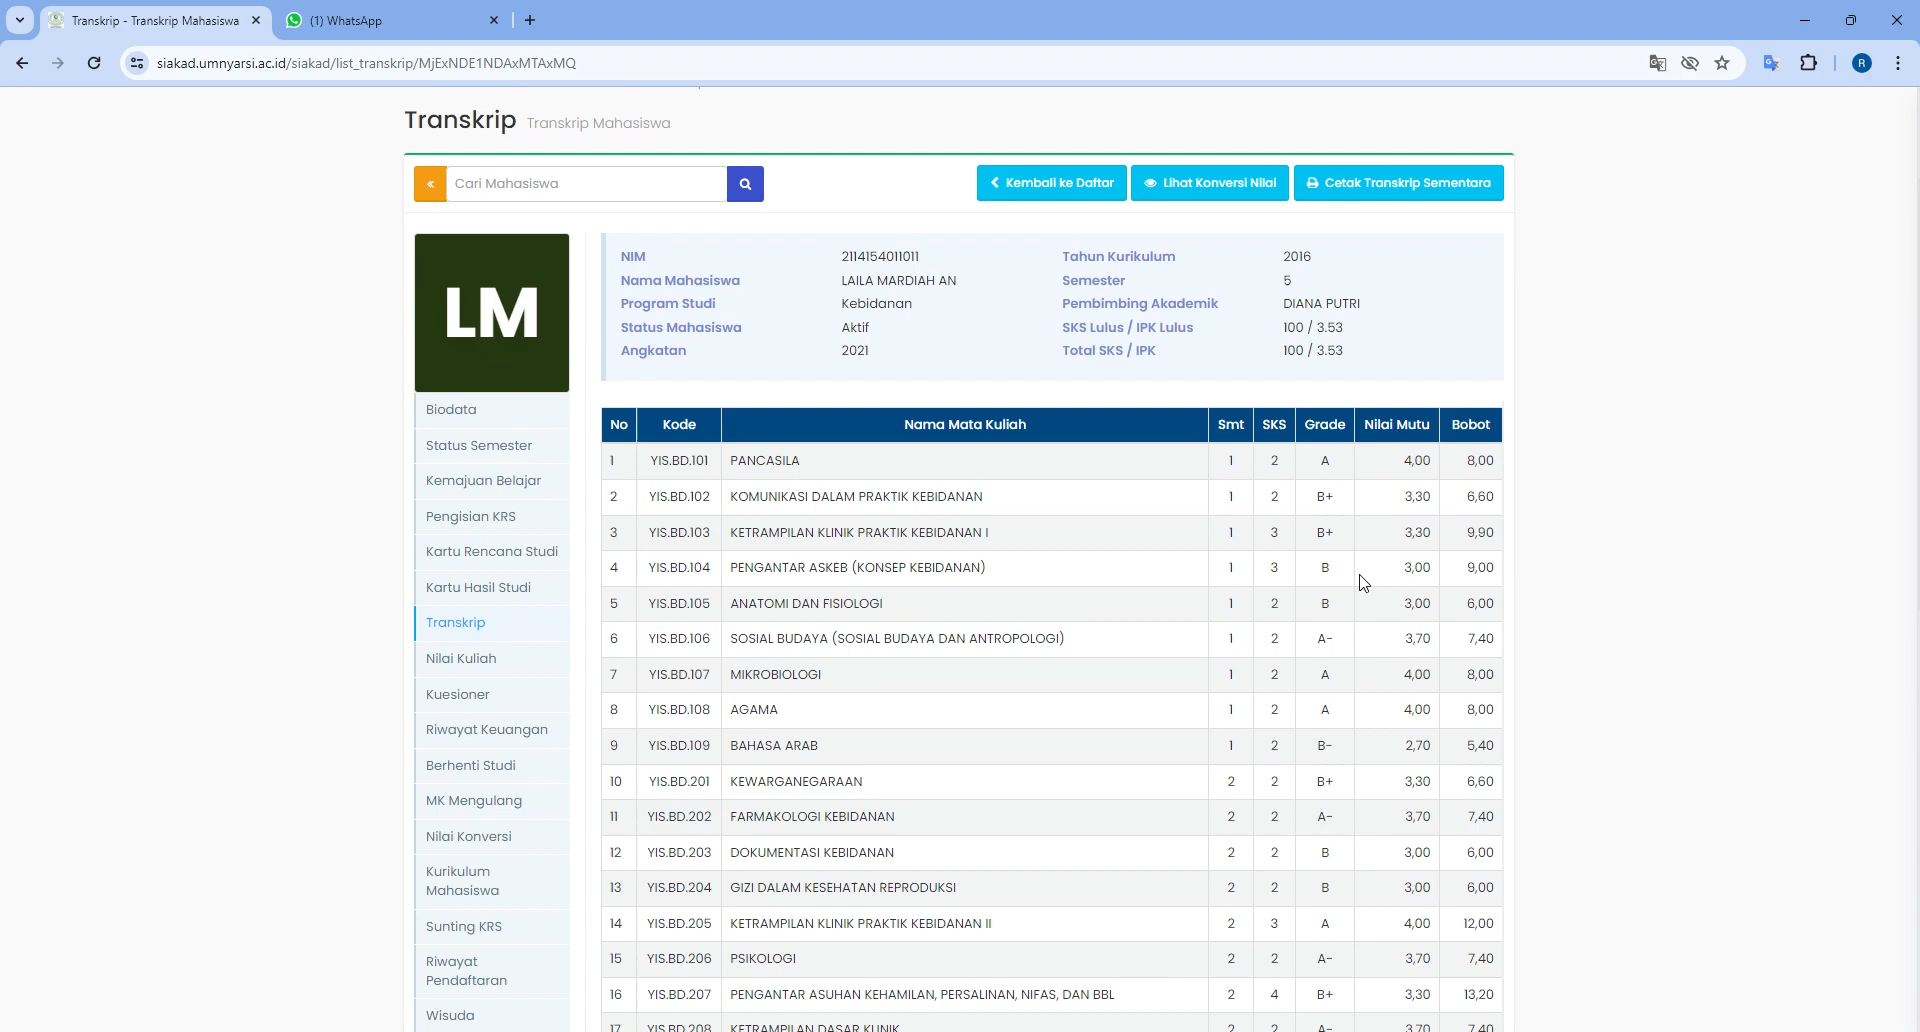 Transkrip - Transkrip Mahasiswa
(1) WhatsApp
siakad.umnyarsi.ac.id/siakad/list_transkrip/MjExNDE1NDAxMTAxMQ
R
Transkrip Transkrip Mahasiswa
« Cari Mahasiswa
Kembali ke Daftar
Lihat Konversi Nilai
Cetak Transkrip Sementara
LM
NIM 2114154011011 Tahun Kurikulum 2016
Nama Mahasiswa LAILA MARDIAH AN Semester 5
Program Studi Kebidanan Pembimbing Akademik DIANA PUTRI
Status Mahasiswa Aktif SKS Lulus / IPK Lulus 100 / 3.53
Angkatan 2021 Total SKS / IPK 100 / 3.53
Biodata
Status Semester
Kemajuan Belajar
Pengisian KRS
Kartu Rencana Studi
Kartu Hasil Studi
Transkrip
Nilai Kuliah
Kuesioner
Riwayat Keuangan
Berhenti Studi
MK Mengulang
Nilai Konversi
Kurikulum
Mahasiswa
Sunting KRS
Riwayat
Pendaftaran
Wisuda
No Kode Nama Mata Kuliah Smt SKS Grade Nilai Mutu Bobot
1 YIS.BD.101 PANCASILA 1 2 A 4,00 8,00
2 YIS.BD.102 KOMUNIKASI DALAM PRAKTIK KEBIDANAN 1 2 B+ 3,30 6,60
3 YIS.BD.103 KETRAMPILAN KLINIK PRAKTIK KEBIDANAN I 1 3 B+ 3,30 9,90
4 YIS.BD.104 PENGANTAR ASKEB (KONSEP KEBIDANAN) 1 3 B 3,00 9,00
5 YIS.BD.105 ANATOMI DAN FISIOLOGI 1 2 B 3,00 6,00
6 YIS.BD.106 SOSIAL BUDAYA (SOSIAL BUDAYA DAN ANTROPOLOGI) 1 2 A- 3,70 7,40
7 YIS.BD.107 MIKROBIOLOGI 1 2 A 4,00 8,00
8 YIS.BD.108 AGAMA 1 2 A 4,00 8,00
9 YIS.BD.109 BAHASA ARAB 1 2 B- 2,70 5,40
10 YIS.BD.201 KEWARGANEGARAAN 2 2 B+ 3,30 6,60
11 YIS.BD.202 FARMAKOLOGI KEBIDANAN 2 2 A- 3,70 7,40
12 YIS.BD.203 DOKUMENTASI KEBIDANAN 2 2 B 3,00 6,00
13 YIS.BD.204 GIZI DALAM KESEHATAN REPRODUKSI 2 2 B 3,00 6,00
14 YIS.BD.205 KETRAMPILAN KLINIK PRAKTIK KEBIDANAN II 2 3 A 4,00 12,00
15 YIS.BD.206 PSIKOLOGI 2 2 A- 3,70 7,40
16 YIS.BD.207 PENGANTAR ASUHAN KEHAMILAN, PERSALINAN, NIFAS, DAN BBL 2 4 B+ 3,30 13,20
17 YIS.BD.208 KETRAMPILAN DASAR KLINIK 2 2 A- 3,70 7,40